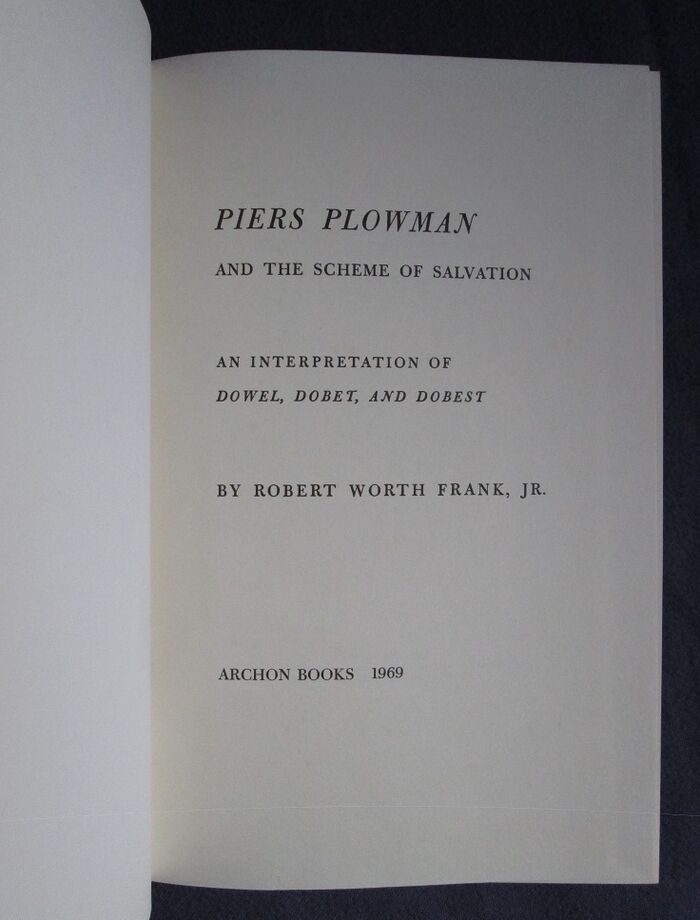 PIERS PLOWMAN
AND THE SCHEME OF SALVATION
AN INTERPRETATION OF
DOWEL, DOBET, AND DOBEST
BY ROBERT WORTH FRANK, JR.
ARCHON BOOKS 1969